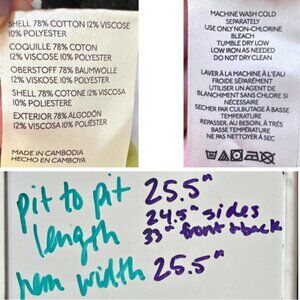 SHELL 78% COTTON 12% VISCOSE
10% POLYESTER
COQUILLE 78% COTON
12% VISCOSE 10% POLYESTER
OBERSTOFF 78% BAUMWOLLE
12% VISKOSE 10% POLYESTER
SHELL 78% COTONE 12% VISCOSA
10% POLIESTERE
EXTERIOR 78% ALGODÓN
12% VISCOSA 10% POLIÉSTER
MADE IN CAMBODIA
HECHO EN CAMBOYA
MACHINE WASH COLD
SEPARATELY
USE ONLY NON-CHLORINE
BLEACH
TUMBLE DRY LOW
LOW IRON AS NEEDED
DO NOT DRY CLEAN
LAVER À LA MACHINE À L'EAU
FROIDE SÉPARÉMENT
UTILISER UN AGENT DE
BLANCHIMENT SANS CHLORE SI
NÉCESSAIRE
SECHER PAR CULBUTAGE À BASSE
TEMPÉRATURE
REPASSER, AU BESOIN, À TRÈS
BASSE TEMPÉRATURE
NE PAS NETTOYER À SEC
pit to pit 25.5"
length 24.5" sides
33" front + back
hem width 25.5"